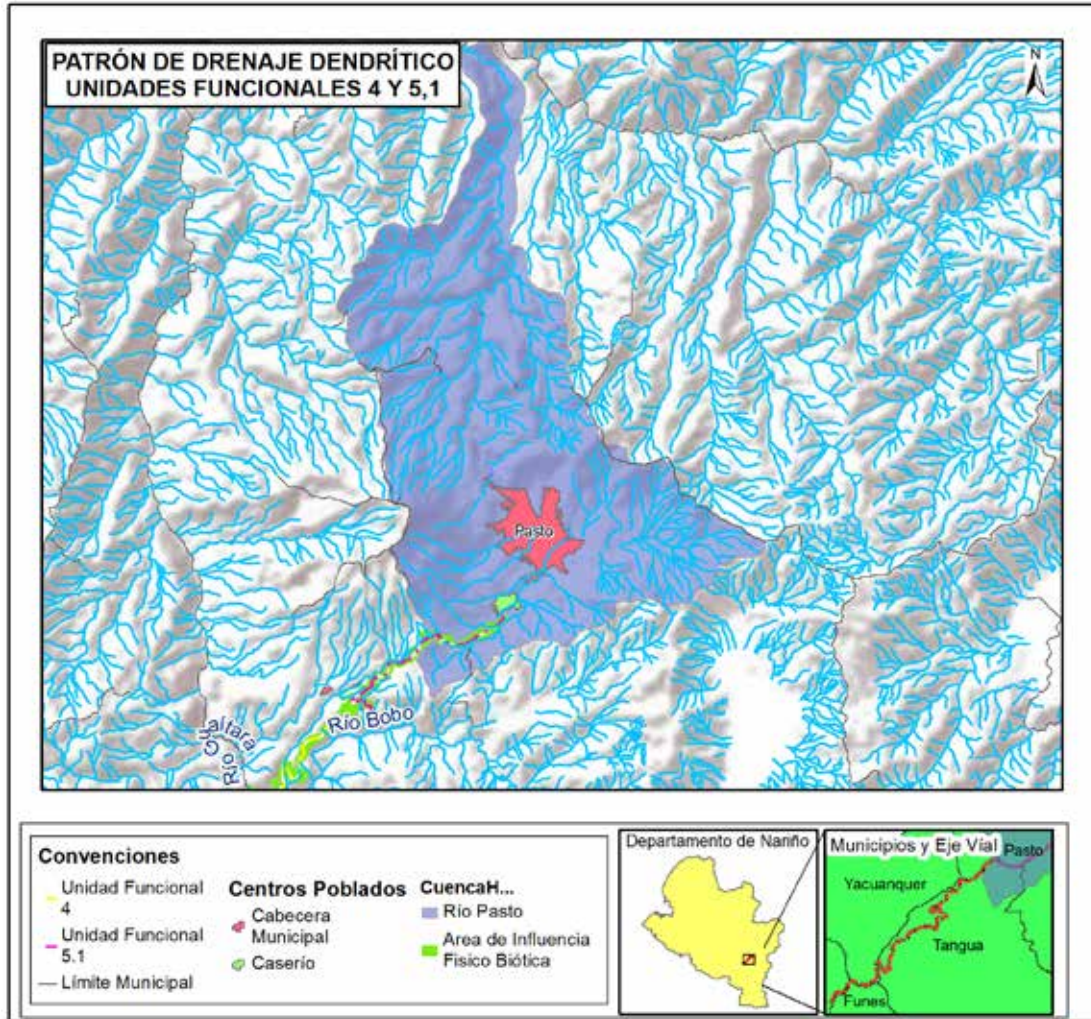 PATRÓN DE DRENAJE DENDRÍTICO
UNIDADES FUNCIONALES 4 Y 5,1
N
Pasto
Río Bobo
Río Guáitara
Convenciones
Unidad Funcional
4
Unidad Funcional
5.1
Límite Municipal
Centros Poblados
Cabecera
Municipal
Caserío
CuencaH...
Río Pasto
Area de Influencia
Fisico Biótica
Departamento de Nariño
Municipios y Eje Víal
Pasto
Yacuanquer
Tangua
Funes